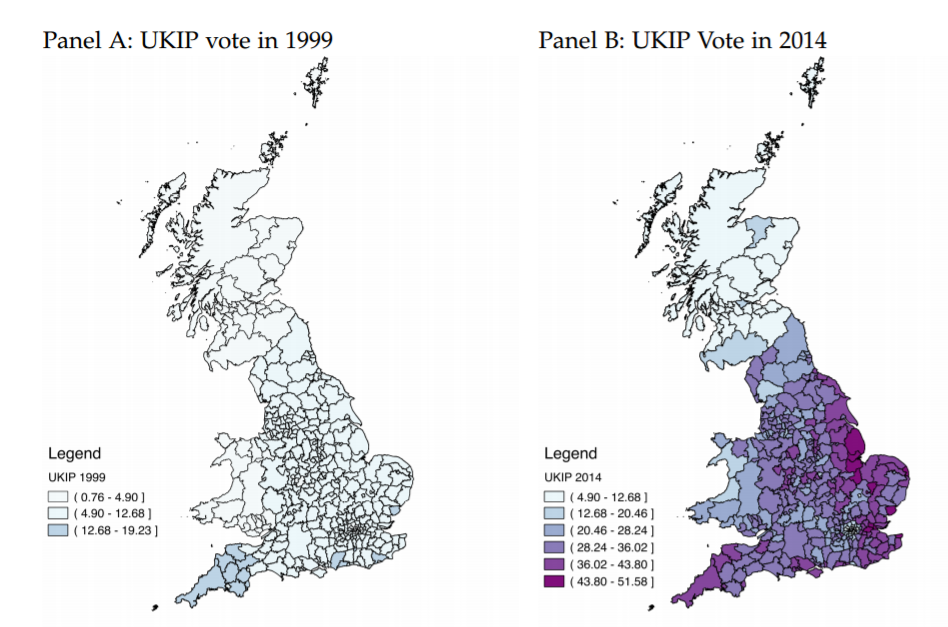 Panel A: UKIP vote in 1999
Panel B: UKIP Vote in 2014
Legend
UKIP 1999
( 0.76 - 4.90 ]
( 4.90 - 12.68 ]
( 12.68 - 19.23 ]
Legend
UKIP 2014
( 4.90 - 12.68 ]
( 12.68 - 20.46 ]
( 20.46 - 28.24 ]
( 28.24 - 36.02 ]
( 36.02 - 43.80 ]
( 43.80 - 51.58 ]